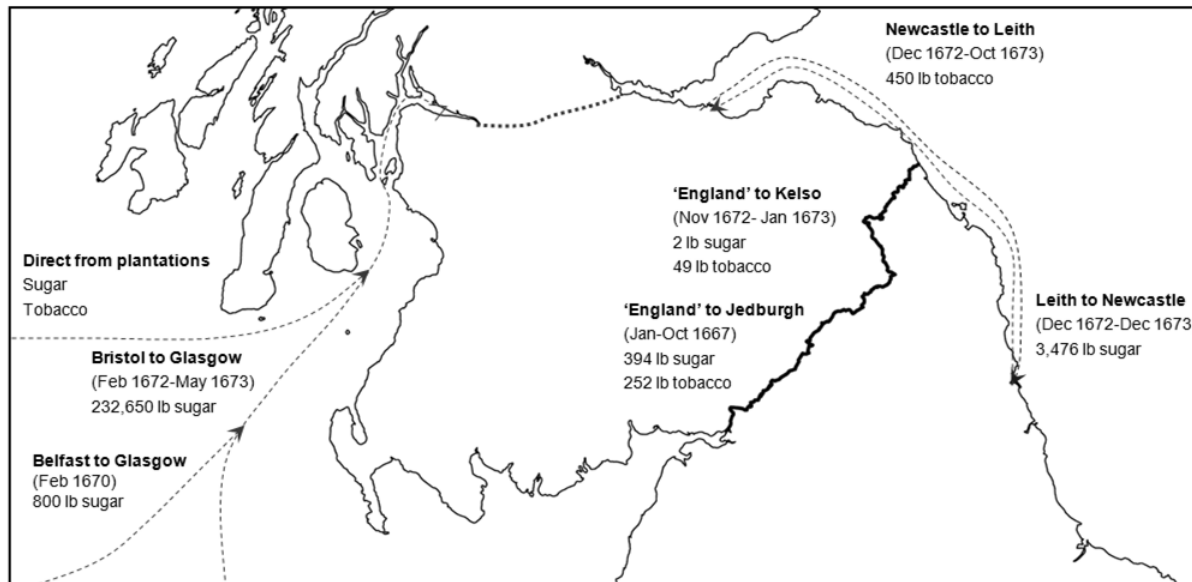 Newcastle to Leith
(Dec 1672-Oct 1673)
450 lb tobacco
‘England’ to Kelso
(Nov 1672- Jan 1673)
2 lb sugar
49 lb tobacco
Direct from plantations
Sugar
Tobacco
‘England’ to Jedburgh
(Jan-Oct 1667)
394 lb sugar
252 lb tobacco
Leith to Newcastle
(Dec 1672-Dec 1673
3,476 lb sugar
Bristol to Glasgow
(Feb 1672-May 1673)
232,650 lb sugar
Belfast to Glasgow
(Feb 1670)
800 lb sugar